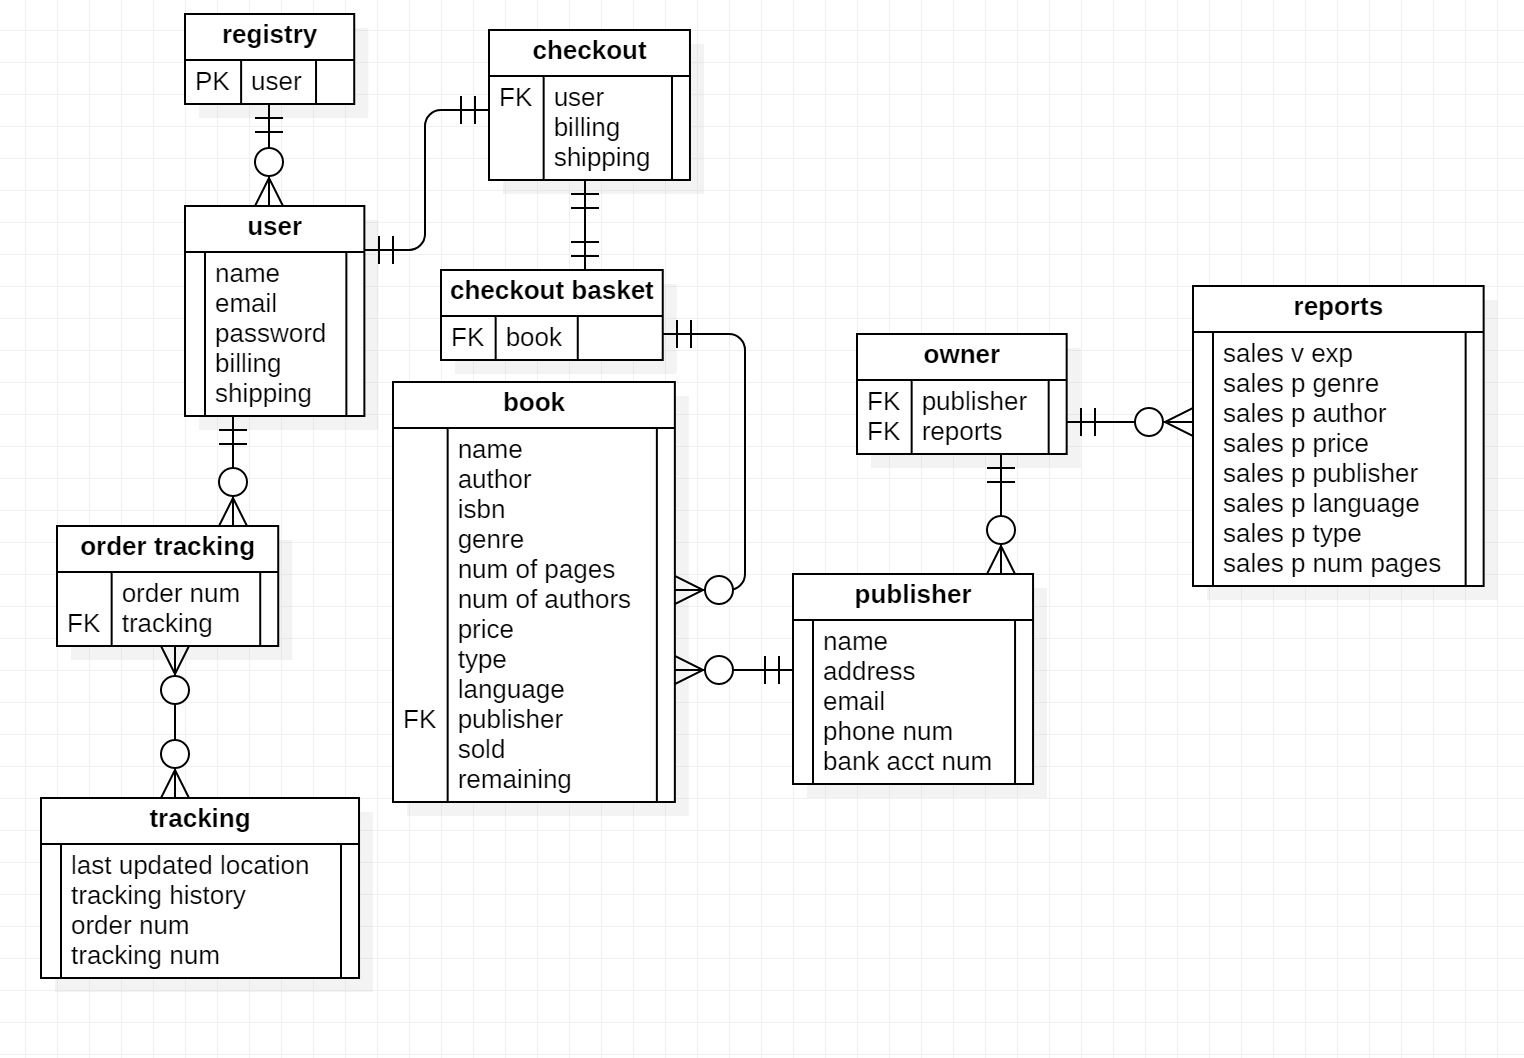 registry
PK user
checkout
FK user
billing
shipping
user
name
email
password
billing
shipping
checkout basket
FK book
book
name
author
isbn
genre
num of pages
num of authors
price
type
language
FK publisher
sold
remaining
order tracking
order num
FK tracking
tracking
last updated location
tracking history
order num
tracking num
owner
FK publisher
FK reports
publisher
name
address
email
phone num
bank acct num
reports
sales v exp
sales p genre
sales p author
sales p price
sales p publisher
sales p language
sales p type
sales p num pages